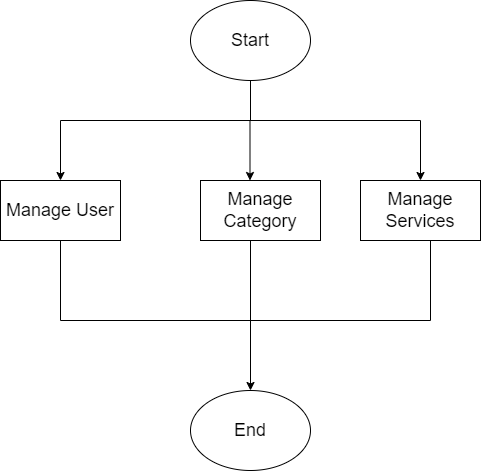 Start
Manage User
Manage
Category
Manage
Services
End